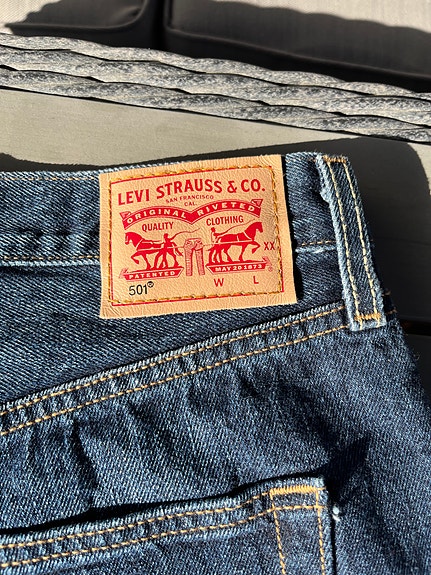 LEVI STRAUSS & CO.
SAN FRANCISCO
CAL.
ORIGINAL RIVETED
QUALITY CLOTHING
XX
PATENTED MAY 20 1873
501® W L